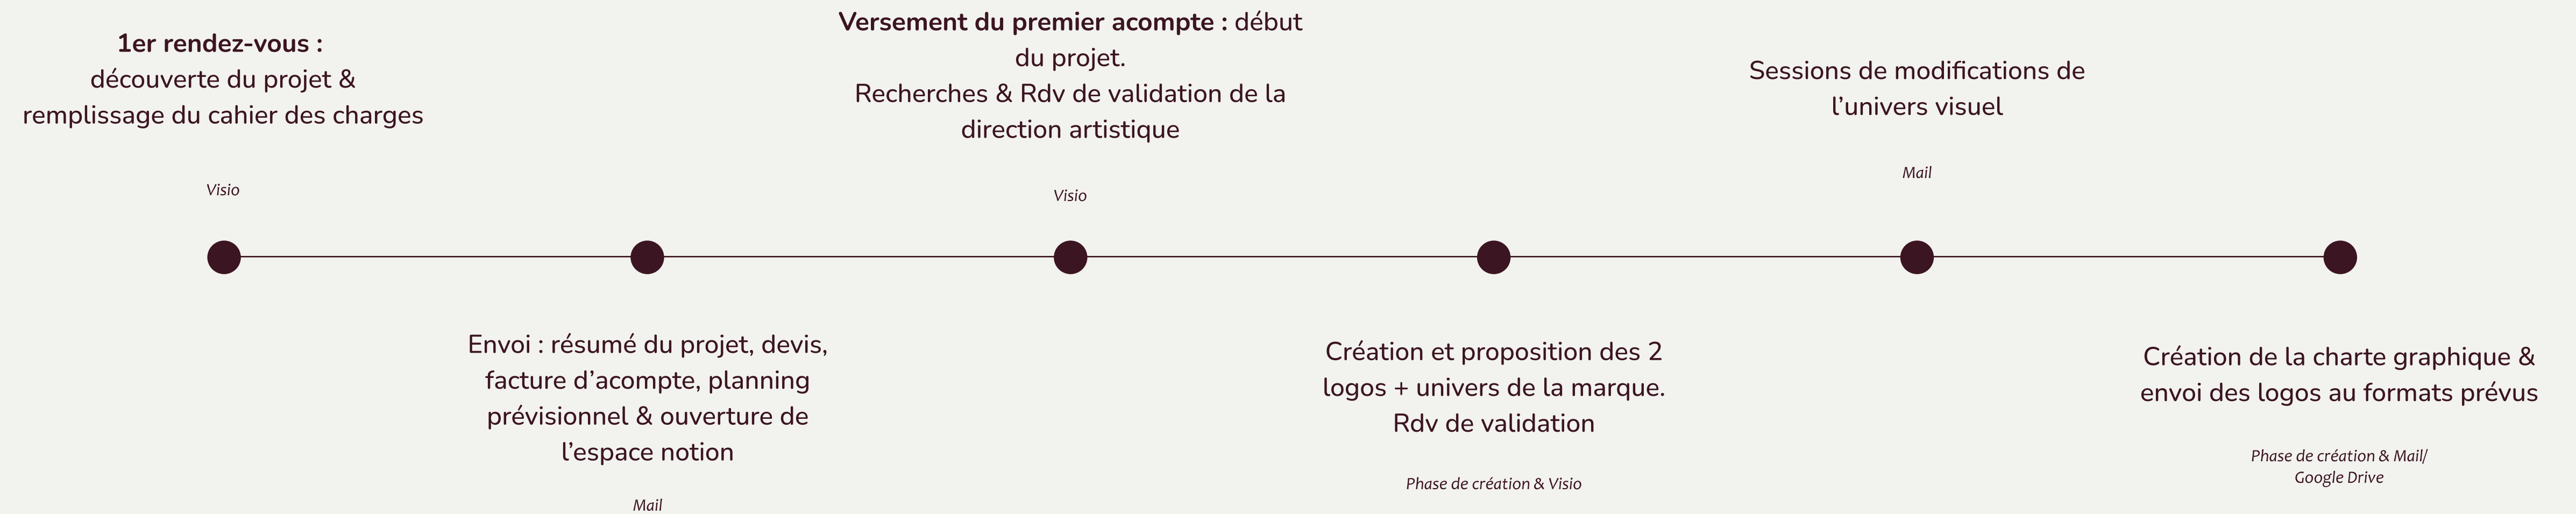 1er rendez-vous :
découverte du projet &
remplissage du cahier des charges
Visio
Envoi : résumé du projet, devis,
facture d’acompte, planning
prévisionnel & ouverture de
l’espace notion
Mail
Versement du premier acompte : début
du projet.
Recherches & Rdv de validation de la
direction artistique
Visio
Création et proposition des 2
logos + univers de la marque.
Rdv de validation
Phase de création & Visio
Sessions de modifications de
l’univers visuel
Mail
Création de la charte graphique &
envoi des logos au formats prévus
Phase de création & Mail/
Google Drive